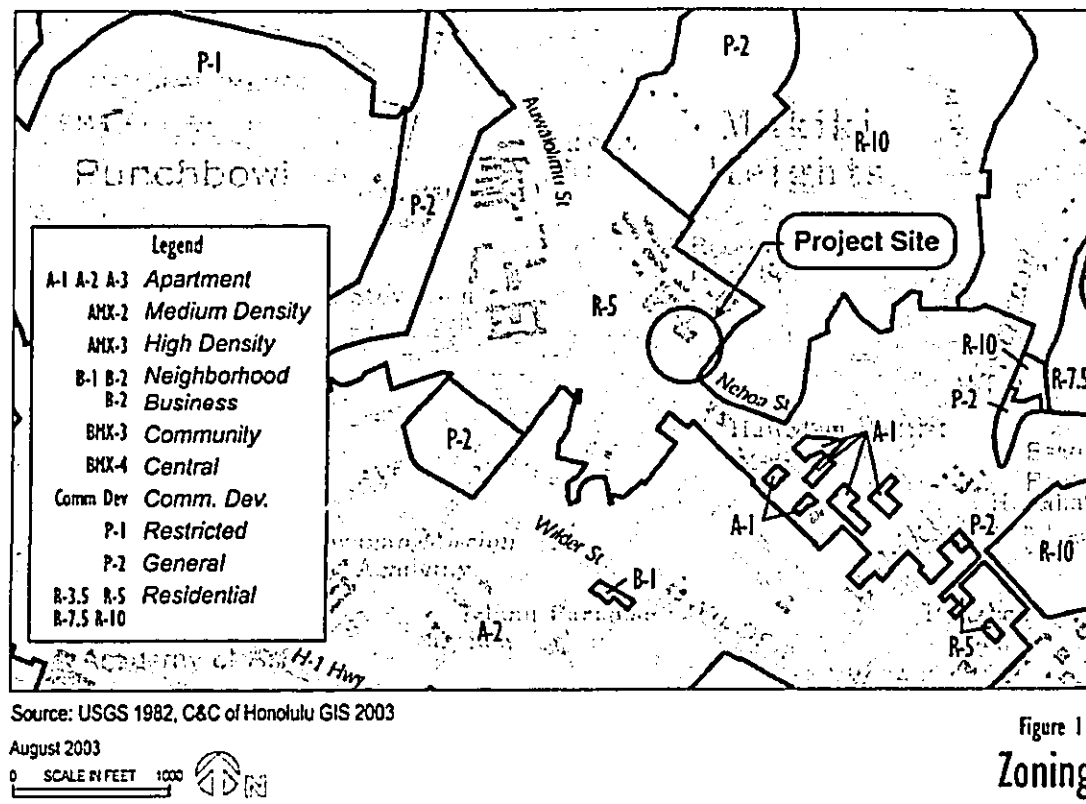 P-1
P-2
Punchbowl
Auwaiolimu St
Makiki
Heights
R-10
P-2
Project Site
Legend
A-1 A-2 A-3 Apartment
AMX-2 Medium Density
AMX-3 High Density
B-1 B-2 Neighborhood
B-2 Business
BMX-3 Community
BMX-4 Central
Comm Dev Comm. Dev.
P-1 Restricted
P-2 General
R-3.5 R-5 Residential
R-7.5 R-10
R-5
Nehoa St
R-10
R-7.5
P-2
P-2
A-1
A-1
Wilder St
P-2
R-10
B-1
A-2
R-5
Academy of
H-1 Hwy
Source: USGS 1982, C&C of Honolulu GIS 2003
August 2003
0 SCALE IN FEET 1000
N
Figure 1
Zoning